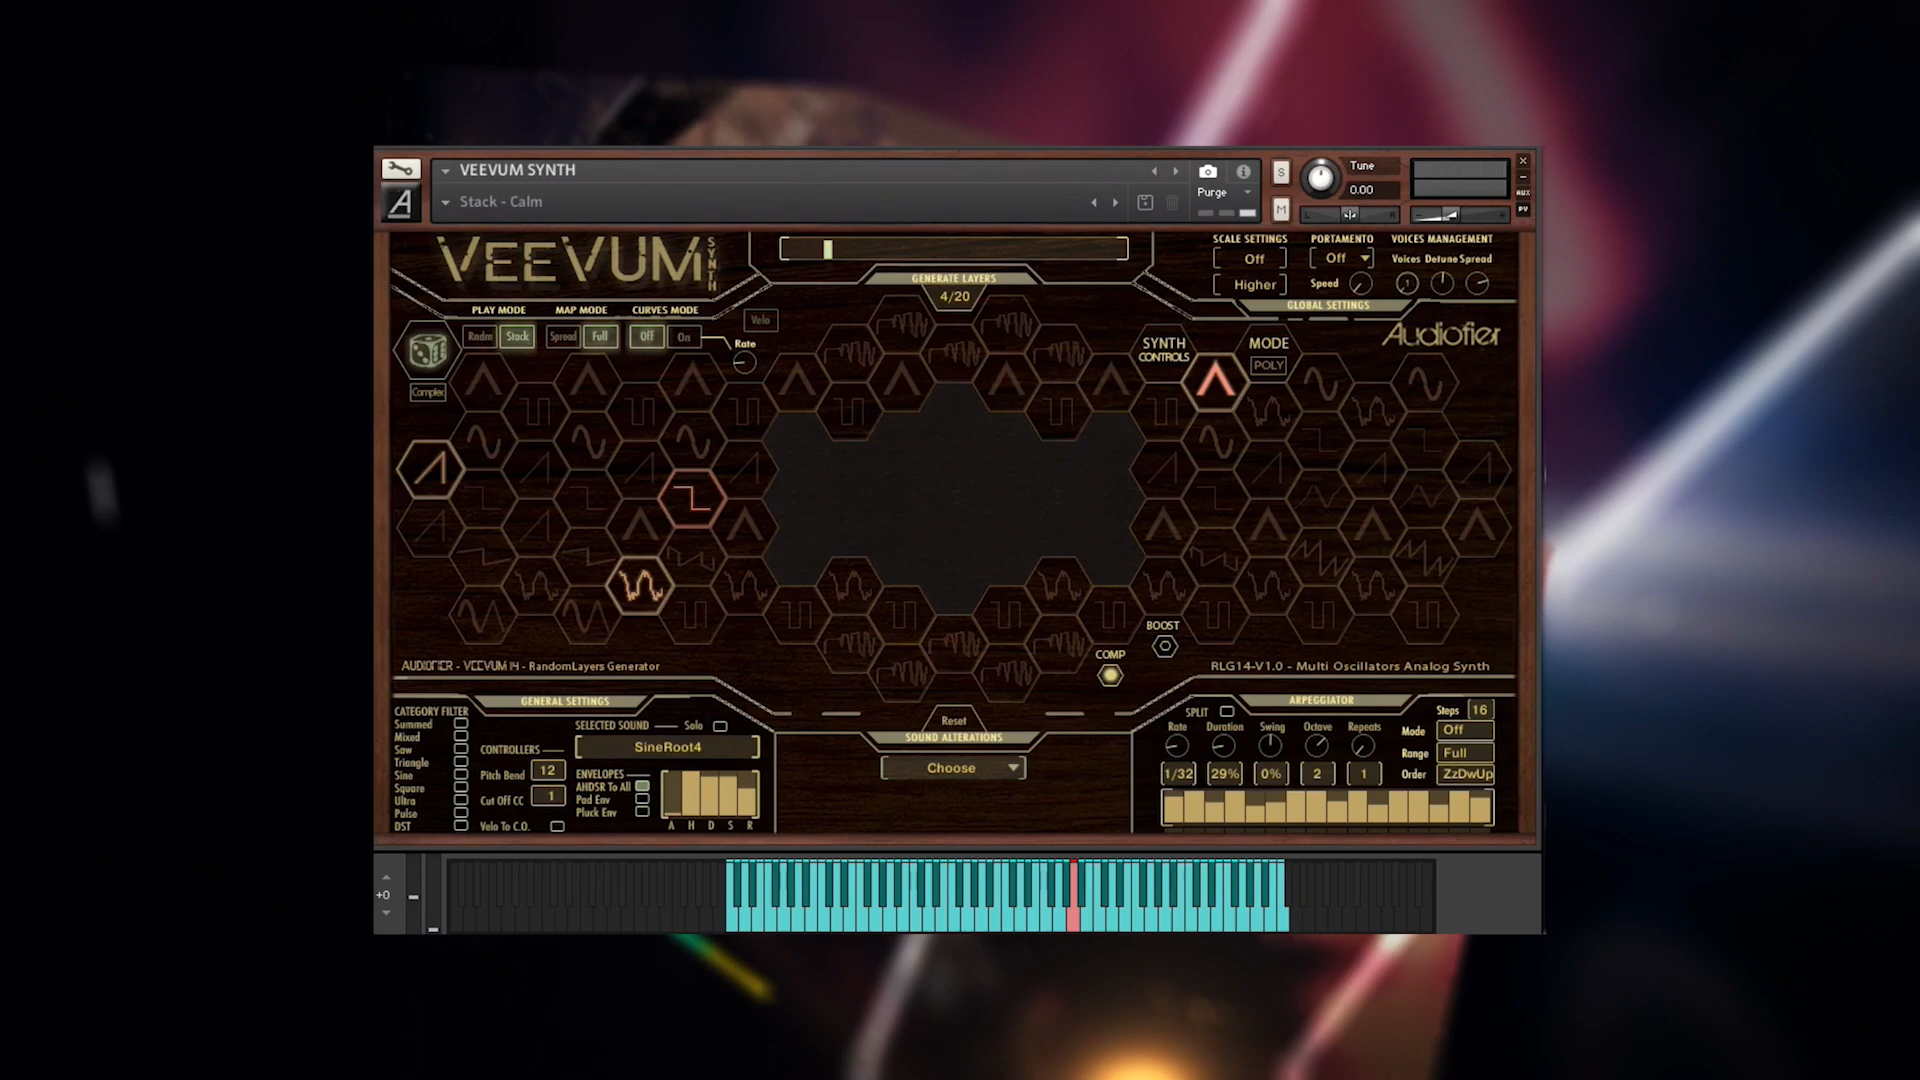 VEEVUM SYNTH
Stack - Calm
Purge
S
M
Tune
0.00
L
R
AUX
PV
A
VEEVUM SYNTH
GENERATE LAYERS
4/20
SCALE SETTINGS
Off
Higher
PORTAMENTO
Off
Speed
VOICES MANAGEMENT
Voices Detune Spread
1
GLOBAL SETTINGS
Audiofier
PLAY MODE
MAP MODE
CURVES MODE
Rndm Stack
Spread Full
Off On
Velo
Rate
Complex
SYNTH CONTROLS
MODE
POLY
BOOST
COMP
AUDIOFIER - VEEVUM 14 - RandomLayers Generator
RLG14-V1.0 - Multi Oscillators Analog Synth
GENERAL SETTINGS
CATEGORY FILTER
Summed
Mixed
Saw
Triangle
Sine
Square
Ultra
Pulse
DST
CONTROLLERS
Pitch Bend 12
Cut Off CC 1
Velo To C.O.
SELECTED SOUND
Solo
SineRoot4
ENVELOPES
AHDSR To All
Pad Env
Pluck Env
A H D S R
Reset
SOUND ALTERATIONS
Choose
ARPEGGIATOR
SPLIT
Rate Duration Swing Octave Repeats
1/32 29% 0% 2 1
Steps 16
Mode Off
Range Full
Order ZzDwUp
+0